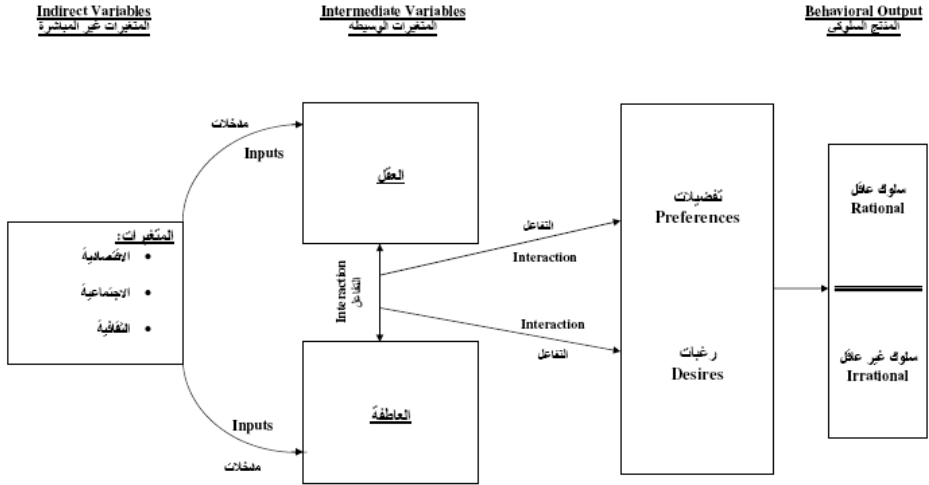 Indirect Variables
المتغيرات غير المباشرة
Intermediate Variables
المتغيرات الوسيطه
Behavioral Output
المنتج السلوكى
مدخلات
Inputs
العقل
المتغيرات:
• الاقتصادية
• الاجتماعية
• الثقافية
Interaction
التفاعل
التفاعل
Interaction
Interaction
التفاعل
تفضيلات
Preferences
رغبات
Desires
سلوك عاقل
Rational
سلوك غير عاقل
Irrational
Inputs
مدخلات
العاطفة